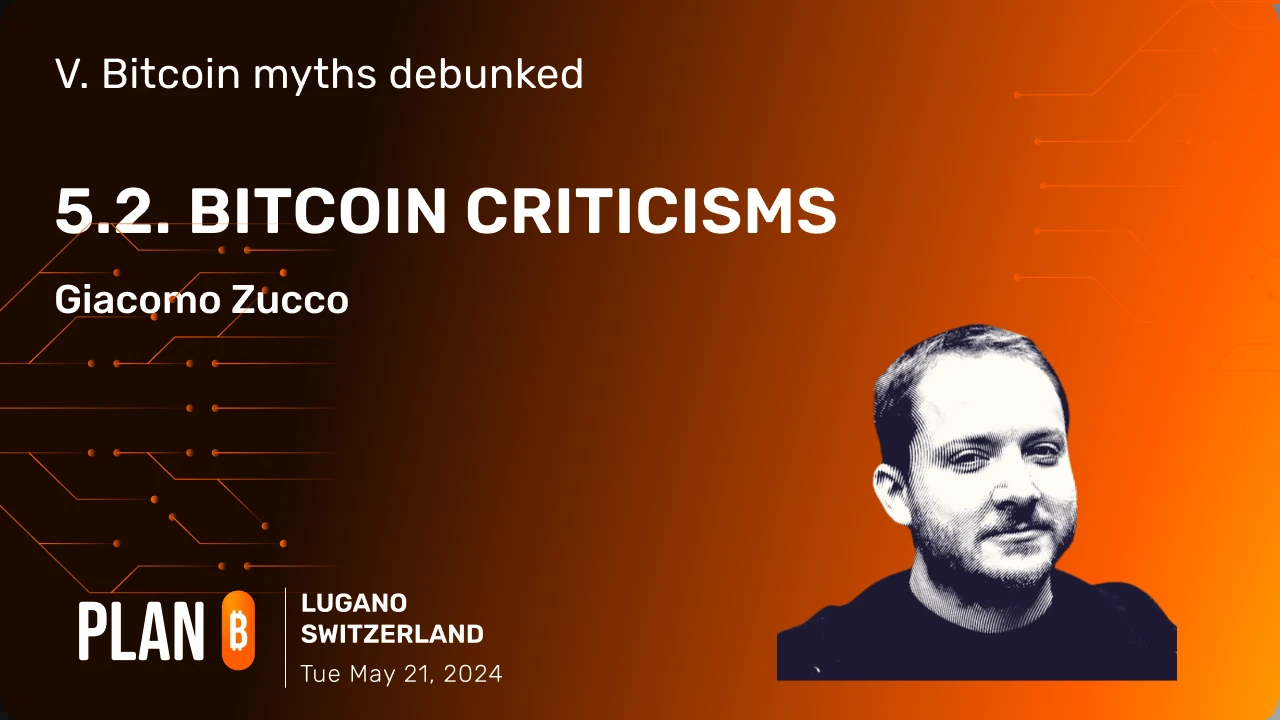 V. Bitcoin myths debunked
5.2. BITCOIN CRITICISMS
Giacomo Zucco
PLAN ₿
LUGANO
SWITZERLAND
Tue May 21, 2024